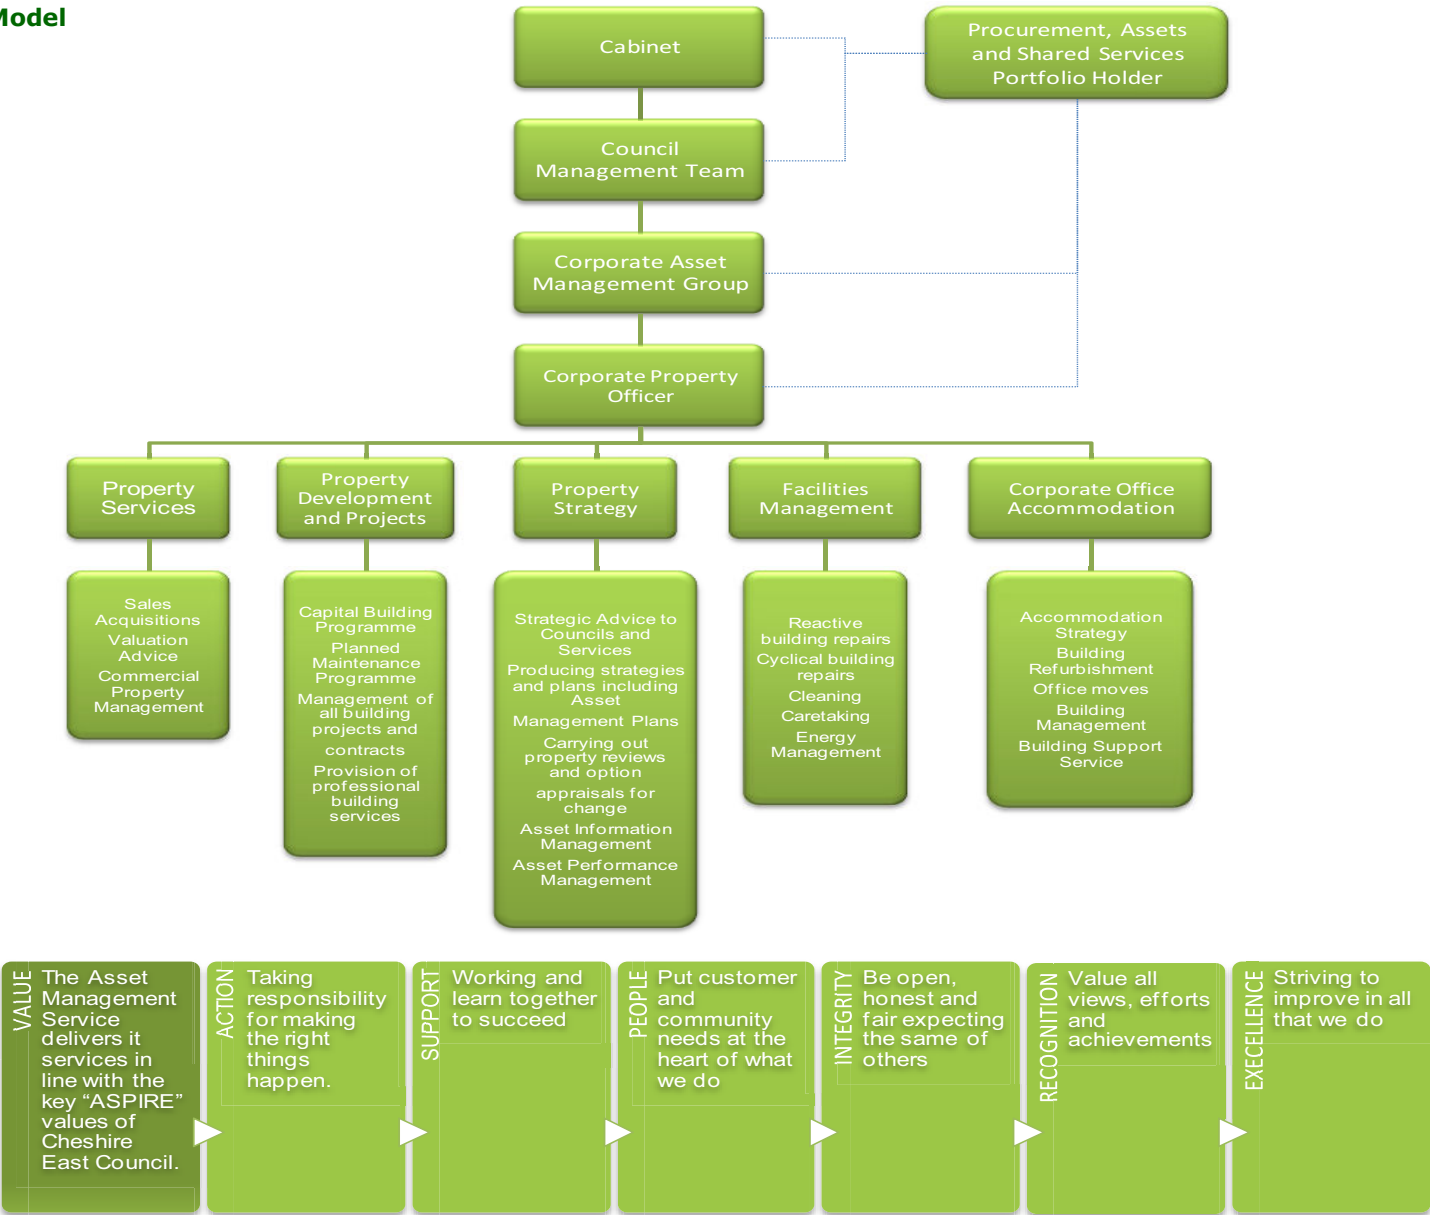 Model
Cabinet
Procurement, Assets
and Shared Services
Portfolio Holder
Council
Management Team
Corporate Asset
Management Group
Corporate Property
Officer
Property
Services
Property
Development
and Projects
Property
Strategy
Facilities
Management
Corporate Office
Accommodation
Sales
Acquisitions
Valuation
Advice
Commercial
Property
Management
Capital Building
Programme
Planned
Maintenance
Programme
Management of
all building
projects and
contracts
Provision of
professional
building
services
Strategic Advice to
Councils and
Services
Producing strategies
and plans including
Asset
Management Plans
Carrying out
property reviews
and option
appraisals for
change
Asset Information
Management
Asset Performance
Management
Reactive
building repairs
Cyclical building
repairs
Cleaning
Caretaking
Energy
Management
Accommodation
Strategy
Building
Refurbishment
Office moves
Building
Management
Building Support
Service
VALUE
The Asset
Management
Service
delivers it
services in
line with the
key “ASPIRE”
values of
Cheshire
East Council.
ACTION
Taking
responsibility
for making
the right
things
happen.
SUPPORT
Working and
learn together
to succeed
PEOPLE
Put customer
and
community
needs at the
heart of what
we do
INTEGRITY
Be open,
honest and
fair expecting
the same of
others
RECOGNITION
Value all
views, efforts
and
achievements
EXECELLENCE
Striving to
improve in all
that we do